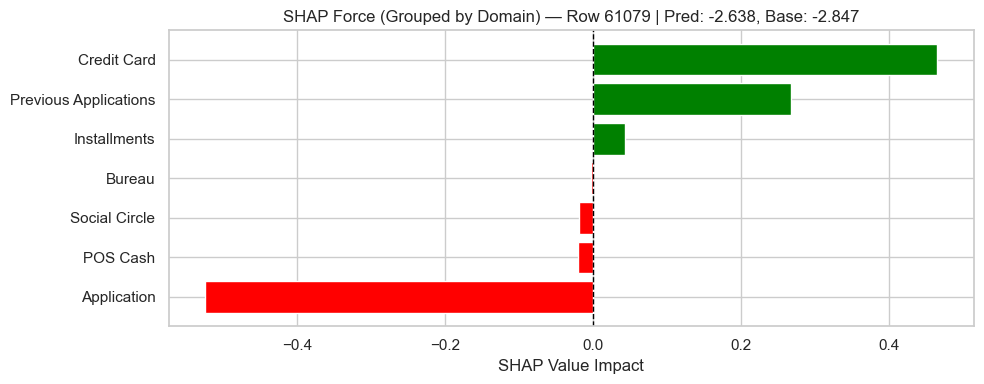 SHAP Force (Grouped by Domain) — Row 61079 | Pred: -2.638, Base: -2.847
Credit Card
Previous Applications
Installments
Bureau
Social Circle
POS Cash
Application
−0.4 −0.2 0.0 0.2 0.4
SHAP Value Impact